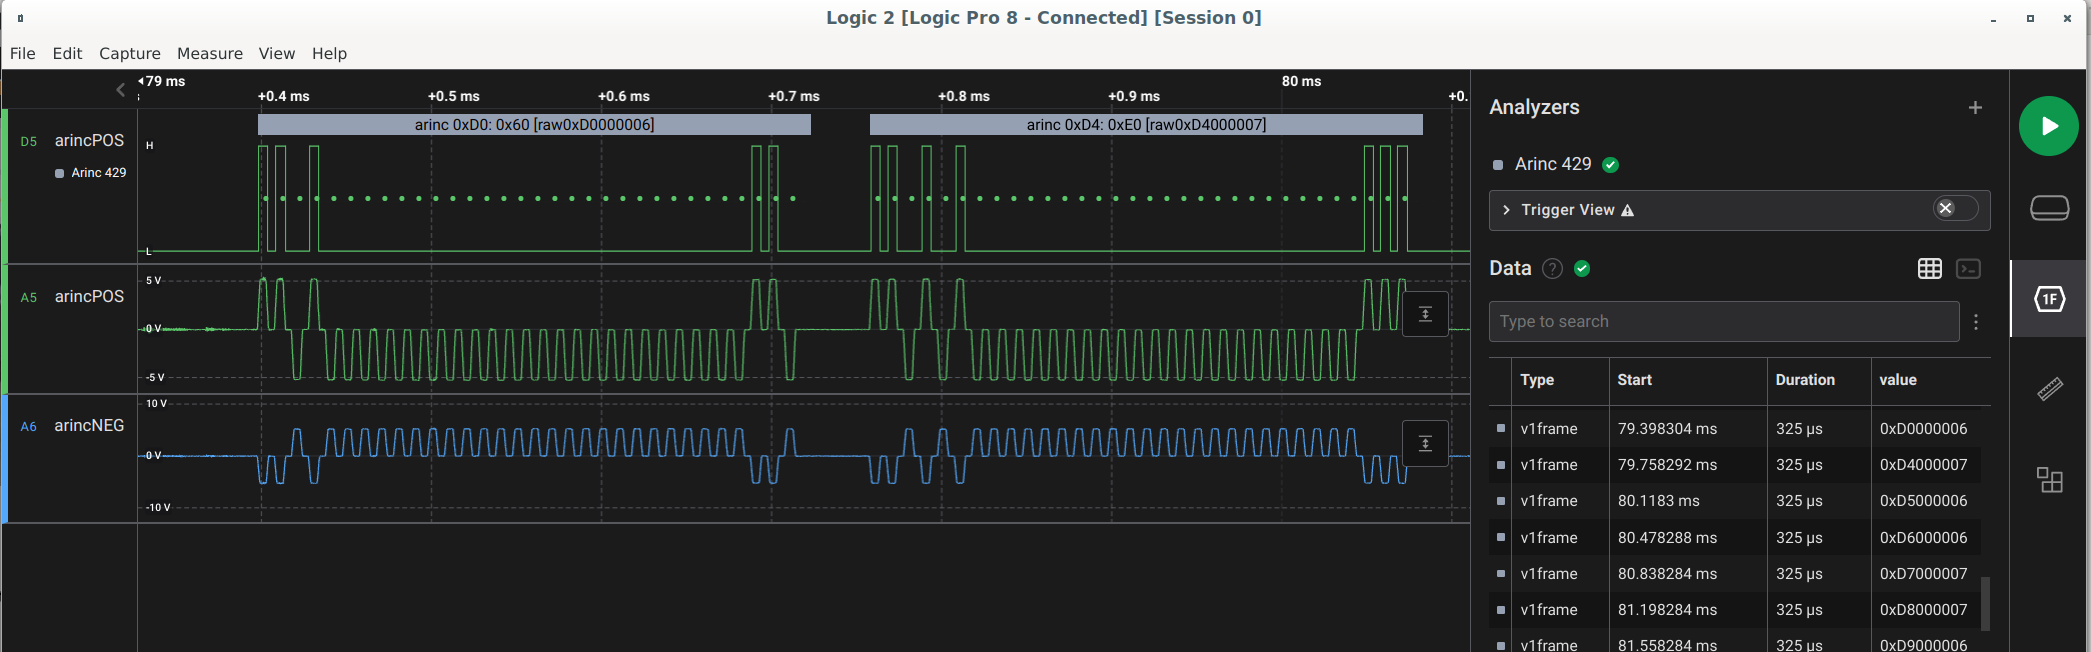 Logic 2 [Logic Pro 8 - Connected] [Session 0]
File Edit Capture Measure View Help
79 ms 80 ms
+0.4 ms +0.5 ms +0.6 ms +0.7 ms +0.8 ms +0.9 ms +0.
arinc 0xD0: 0x60 [raw0xD0000006] arinc 0xD4: 0xE0 [raw0xD4000007]
D5 arincPOS H
Arinc 429
L
A5 arincPOS 5 V
0 V
-5 V
A6 arincNEG 10 V
0 V
-10 V
Analyzers
Arinc 429
Trigger View
Data
Type to search
Type Start Duration value
v1frame 79.398304 ms 325 µs 0xD0000006
v1frame 79.758292 ms 325 µs 0xD4000007
v1frame 80.1183 ms 325 µs 0xD5000006
v1frame 80.478288 ms 325 µs 0xD6000006
v1frame 80.838284 ms 325 µs 0xD7000007
v1frame 81.198284 ms 325 µs 0xD8000007
v1frame 81.558284 ms 325 µs 0xD9000006
1F